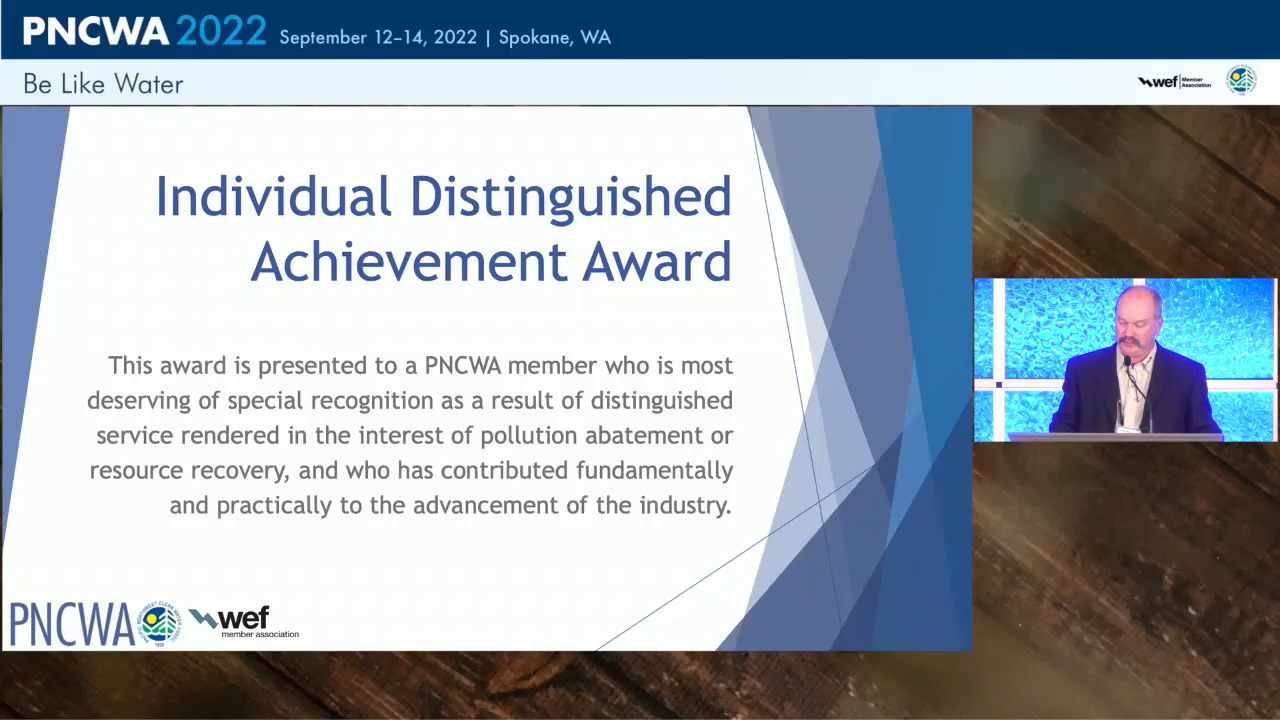 PNCWA 2022 September 12–14, 2022 | Spokane, WA
Be Like Water
wef Member Association
Individual Distinguished
Achievement Award
This award is presented to a PNCWA member who is most
deserving of special recognition as a result of distinguished
service rendered in the interest of pollution abatement or
resource recovery, and who has contributed fundamentally
and practically to the advancement of the industry.
PNCWA
wef
member association